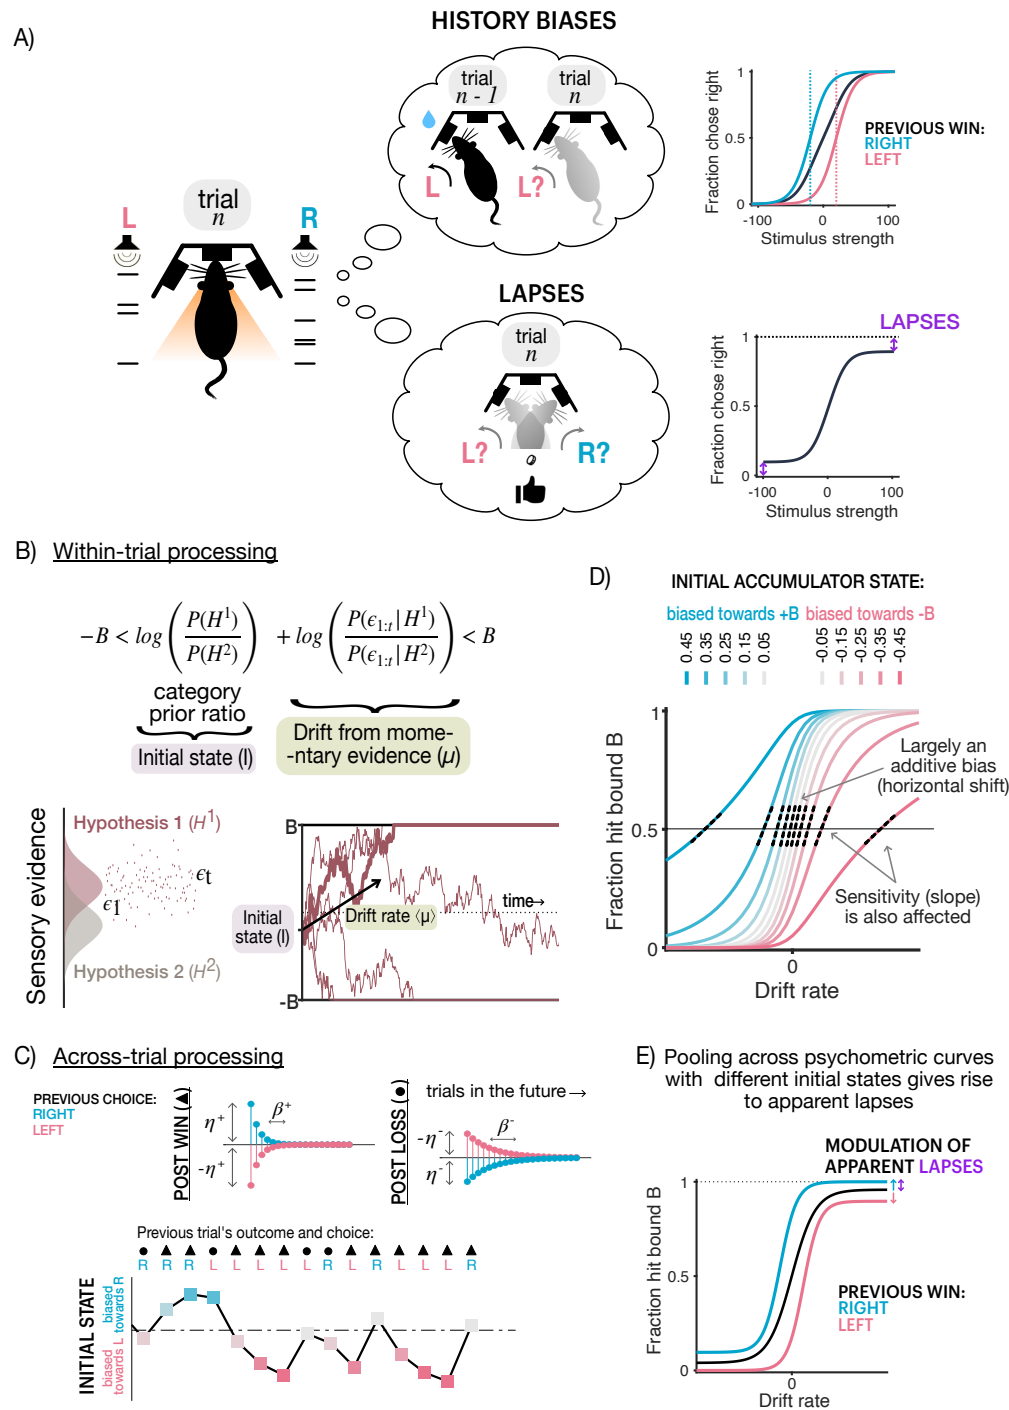 A)
HISTORY BIASES
trial
n - 1
trial
n
L
L?
trial
n
L
R
1
0.5
0
-100
0
100
Fraction chose right
Stimulus strength
PREVIOUS WIN:
RIGHT
LEFT
LAPSES
trial
n
L?
R?
LAPSES
1
0.5
0
-100
0
100
Fraction chose right
Stimulus strength
B)
Within-trial processing
−B < log ( P(H¹) / P(H²) ) + log ( P(ϵ1:t | H¹) / P(ϵ1:t | H²) ) < B
category
prior ratio
Initial state (I)
Drift from mome-
-ntary evidence (μ)
Sensory evidence
Hypothesis 1 (H¹)
ϵt
ϵ1
Hypothesis 2 (H²)
B
-B
Initial
state (I)
Drift rate ⟨μ⟩
time→
D)
INITIAL ACCUMULATOR STATE:
biased towards +B
biased towards -B
0.45
0.35
0.25
0.15
0.05
-0.05
-0.15
-0.25
-0.35
-0.45
1
0.5
0
0
Fraction hit bound B
Drift rate
Largely an
additive bias
(horizontal shift)
Sensitivity (slope)
is also affected
C)
Across-trial processing
PREVIOUS CHOICE:
RIGHT
LEFT
POST WIN (▲)
η⁺
-η⁺
β⁺
POST LOSS (●)
trials in the future →
-η⁻
η⁻
β⁻
Previous trial's outcome and choice:
R R R L L L L L R L R L L L R
INITIAL STATE
biased
towards R
biased
towards L
E)
Pooling across psychometric curves
with different initial states gives rise
to apparent lapses
MODULATION OF
APPARENT LAPSES
1
0.5
0
0
Fraction hit bound B
Drift rate
PREVIOUS WIN:
RIGHT
LEFT